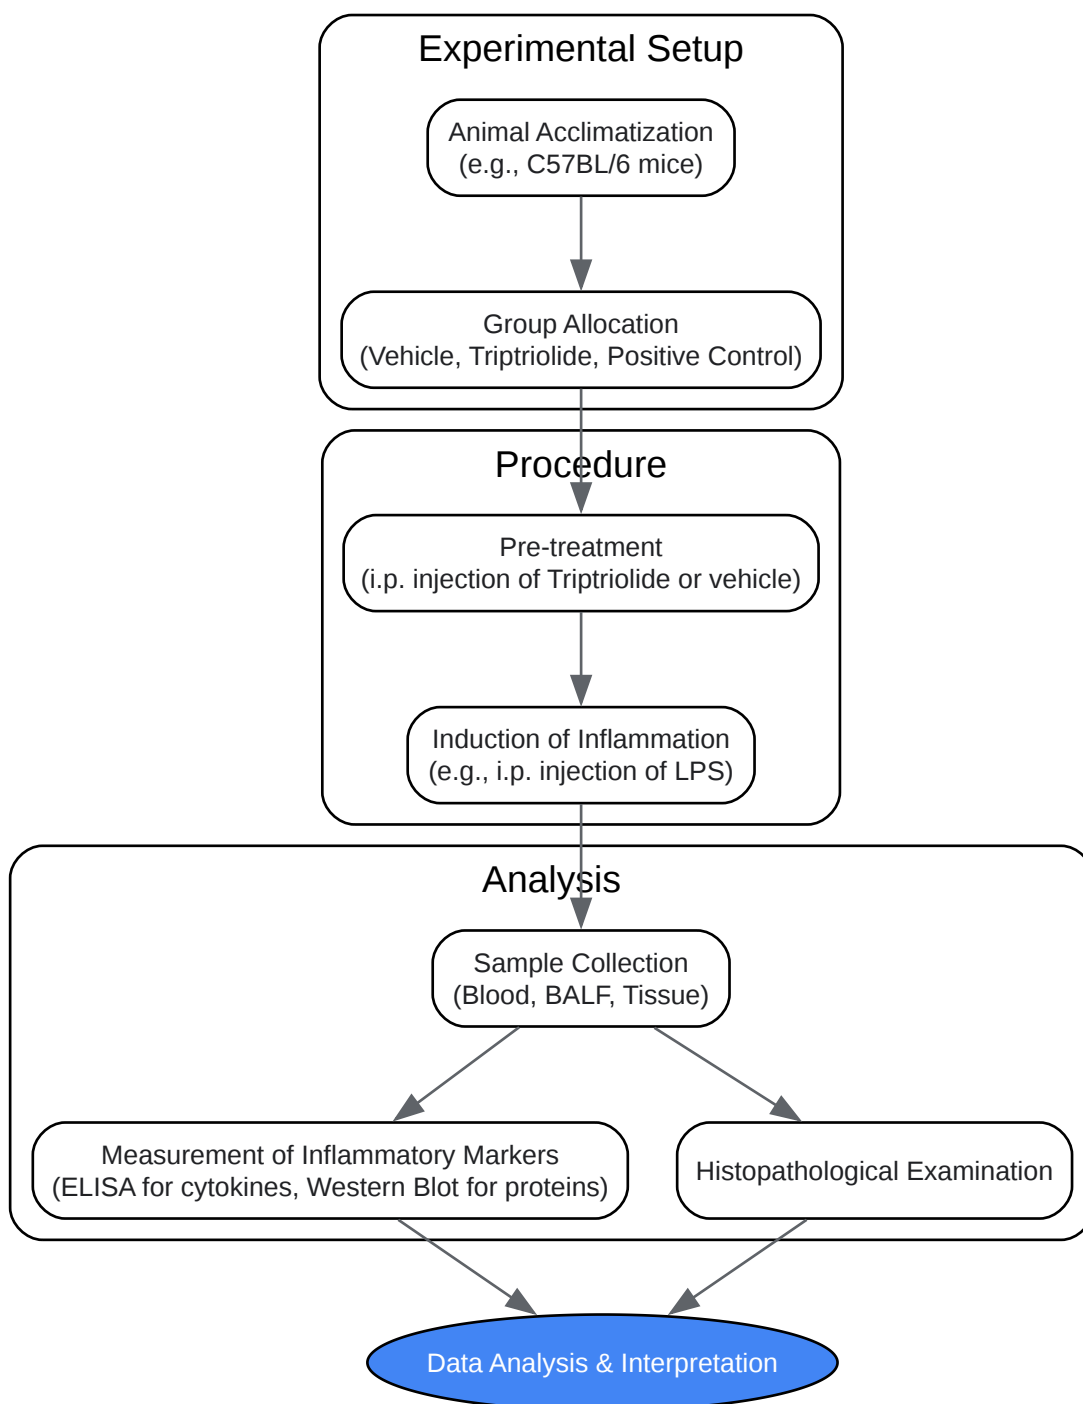 Experimental Setup
Animal Acclimatization
(e.g., C57BL/6 mice)
Group Allocation
(Vehicle, Triptriolide, Positive Control)
Procedure
Pre-treatment
(i.p. injection of Triptriolide or vehicle)
Induction of Inflammation
(e.g., i.p. injection of LPS)
Analysis
Sample Collection
(Blood, BALF, Tissue)
Measurement of Inflammatory Markers
(ELISA for cytokines, Western Blot for proteins)
Histopathological Examination
Data Analysis & Interpretation